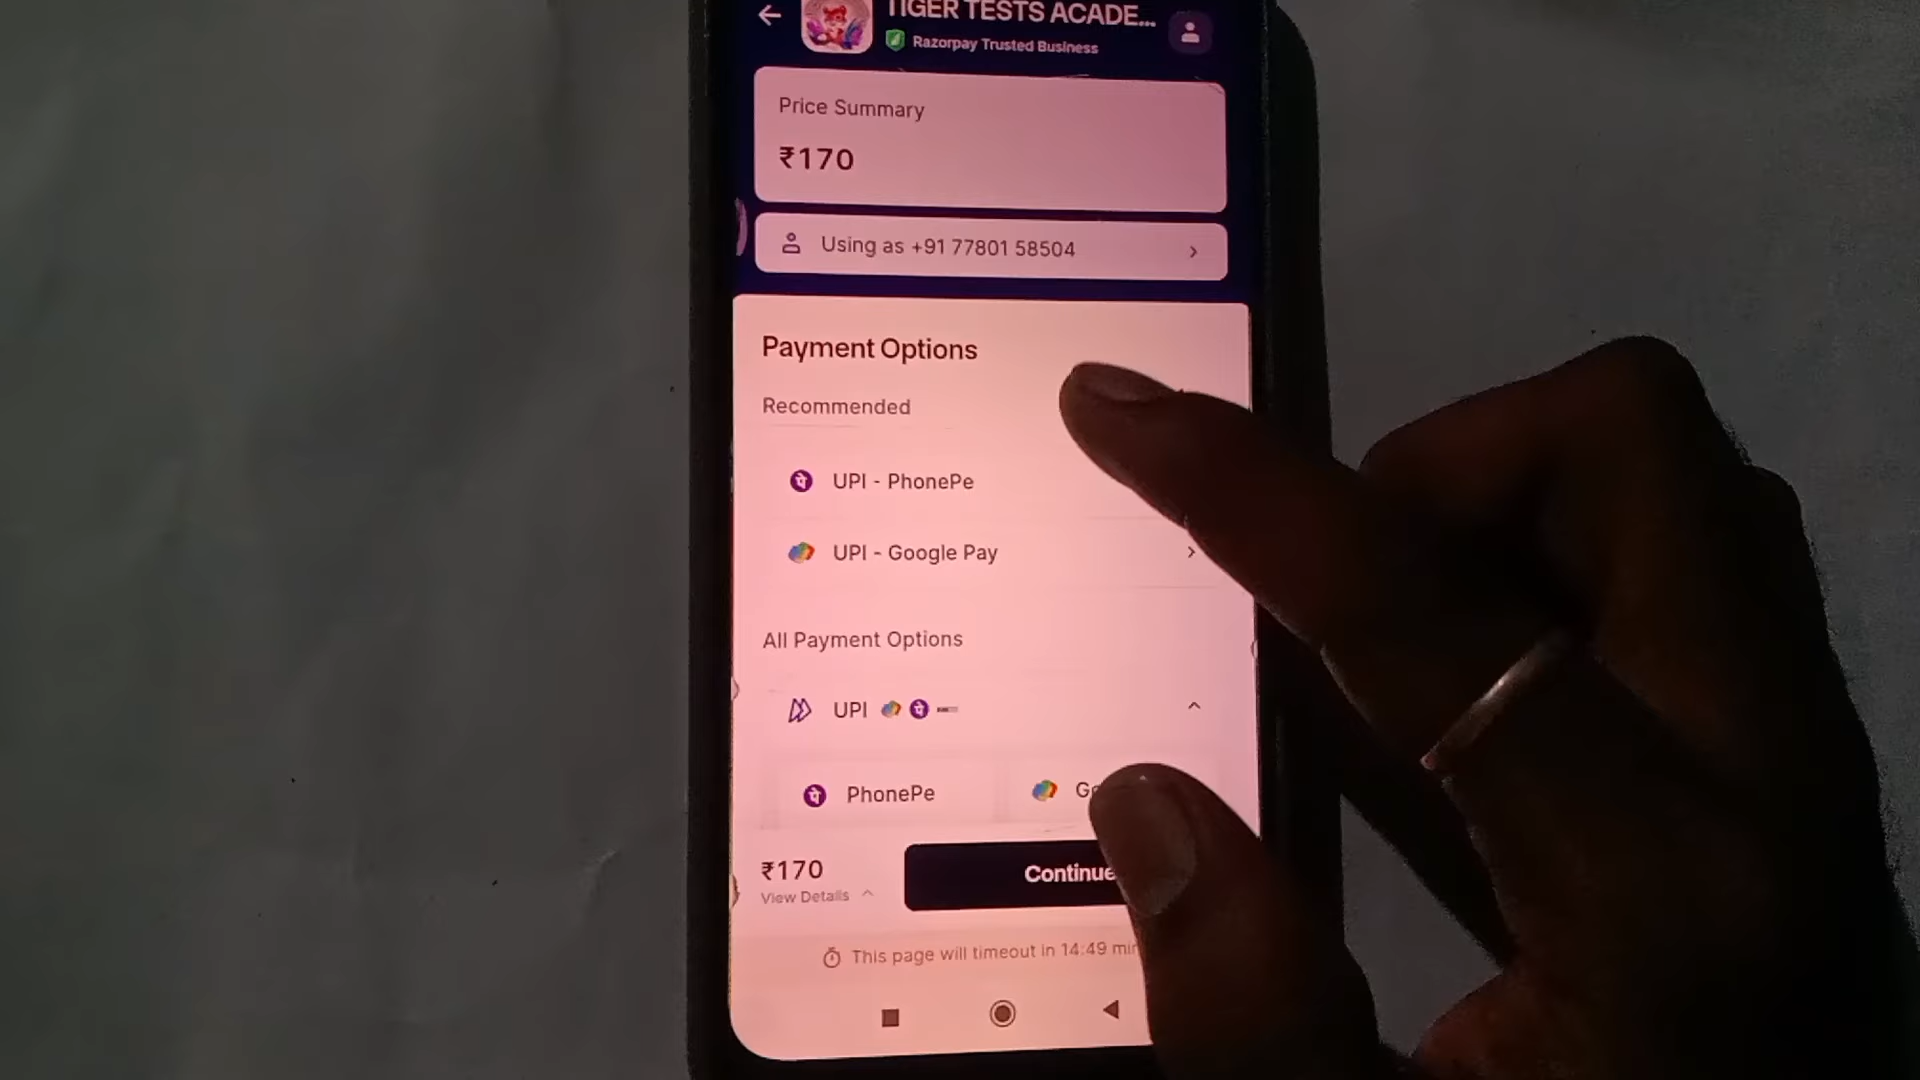 TIGER TESTS ACADE...
Razorpay Trusted Business
Price Summary
₹170
Using as +91 77801 58504
Payment Options
Recommended
UPI - PhonePe
UPI - Google Pay
All Payment Options
UPI
PhonePe
₹170
Continue
View Details
This page will timeout in 14:49